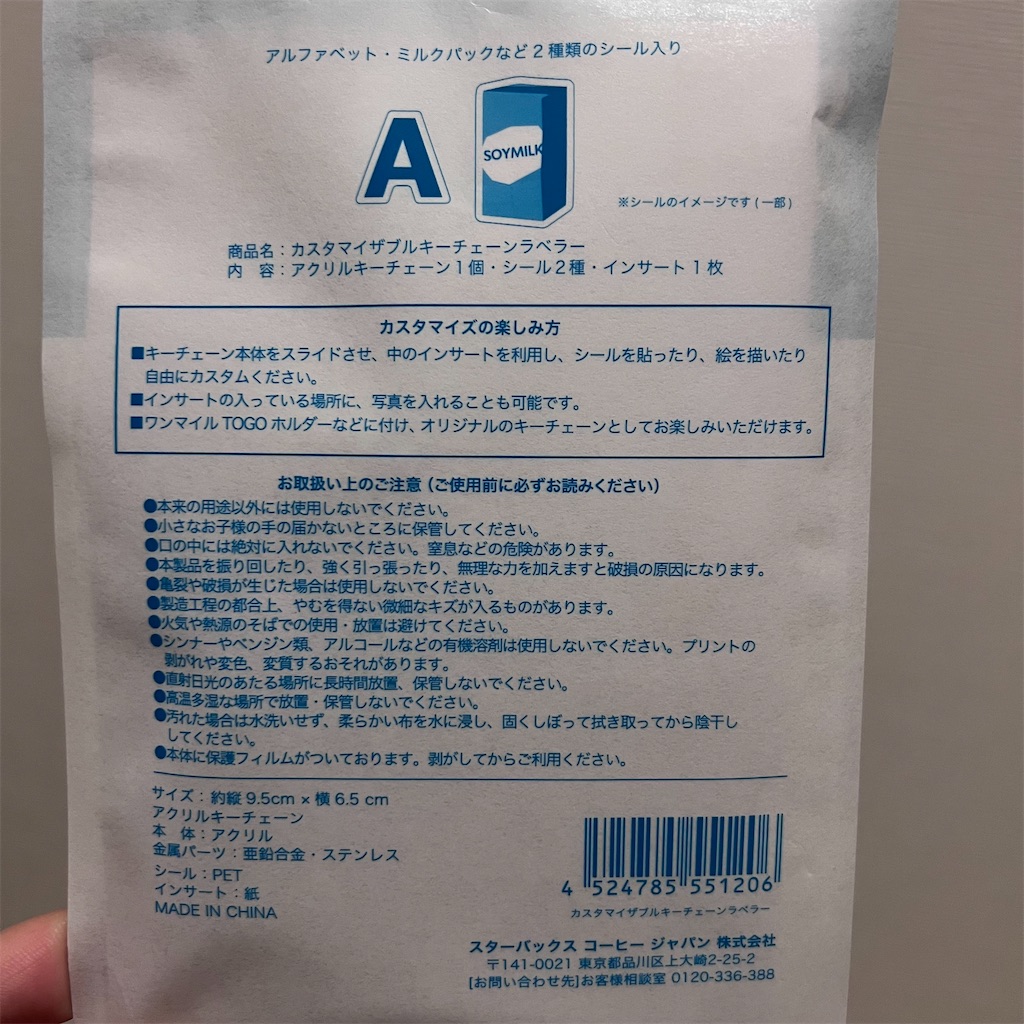 アルファベット・ミルクパックなど2種類のシール入り
A
SOYMILK
※シールのイメージです(一部)
商品名：カスタマイザブルキーチェーンラベラー
内　容：アクリルキーチェーン1個・シール2種・インサート1枚
カスタマイズの楽しみ方
■キーチェーン本体をスライドさせ、中のインサートを利用し、シールを貼ったり、絵を描いたり
自由にカスタムください。
■インサートの入っている場所に、写真を入れることも可能です。
■ワンマイルTOGOホルダーなどに付け、オリジナルのキーチェーンとしてお楽しみいただけます。
お取扱い上のご注意（ご使用前に必ずお読みください）
●本来の用途以外には使用しないでください。
●小さなお子様の手の届かないところに保管してください。
●口の中には絶対に入れないでください。窒息などの危険があります。
●本製品を振り回したり、強く引っ張ったり、無理な力を加えますと破損の原因になります。
●亀裂や破損が生じた場合は使用しないでください。
●製造工程の都合上、やむを得ない微細なキズが入るものがあります。
●火気や熱源のそばでの使用・放置は避けてください。
●シンナーやベンジン類、アルコールなどの有機溶剤は使用しないでください。プリントの
剥がれや変色、変質するおそれがあります。
●直射日光のあたる場所に長時間放置、保管しないでください。
●高温多湿な場所で放置・保管しないでください。
●汚れた場合は水洗いせず、柔らかい布を水に浸し、固くしぼって拭き取ってから陰干し
してください。
●本体に保護フィルムがついております。剥がしてからご利用ください。
サイズ：約縦9.5cm×横6.5cm
アクリルキーチェーン
本　体：アクリル
金属パーツ：亜鉛合金・ステンレス
シール：PET
インサート：紙
MADE IN CHINA
4 524785 551206
カスタマイザブルキーチェーンラベラー
スターバックス コーヒー ジャパン 株式会社
〒141-0021 東京都品川区上大崎2-25-2
[お問い合わせ先]お客様相談室 0120-336-388